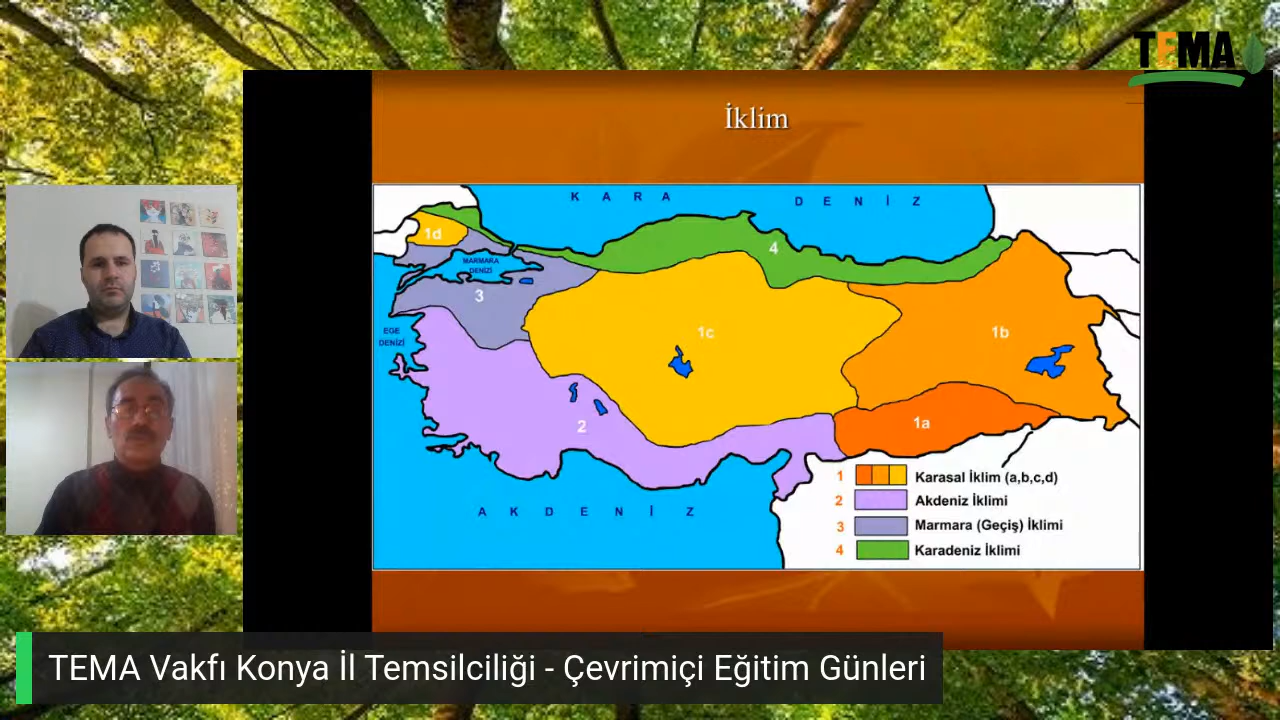 TEMA
İklim
KARA DENİZ
1d
MARMARA
DENİZİ
4
3
EGE
DENİZİ
1c
1b
2
1a
1 Karasal İklim (a,b,c,d)
2 Akdeniz İklimi
3 Marmara (Geçiş) İklimi
4 Karadeniz İklimi
AKDENİZ
TEMA Vakfı Konya İl Temsilciliği - Çevrimiçi Eğitim Günleri